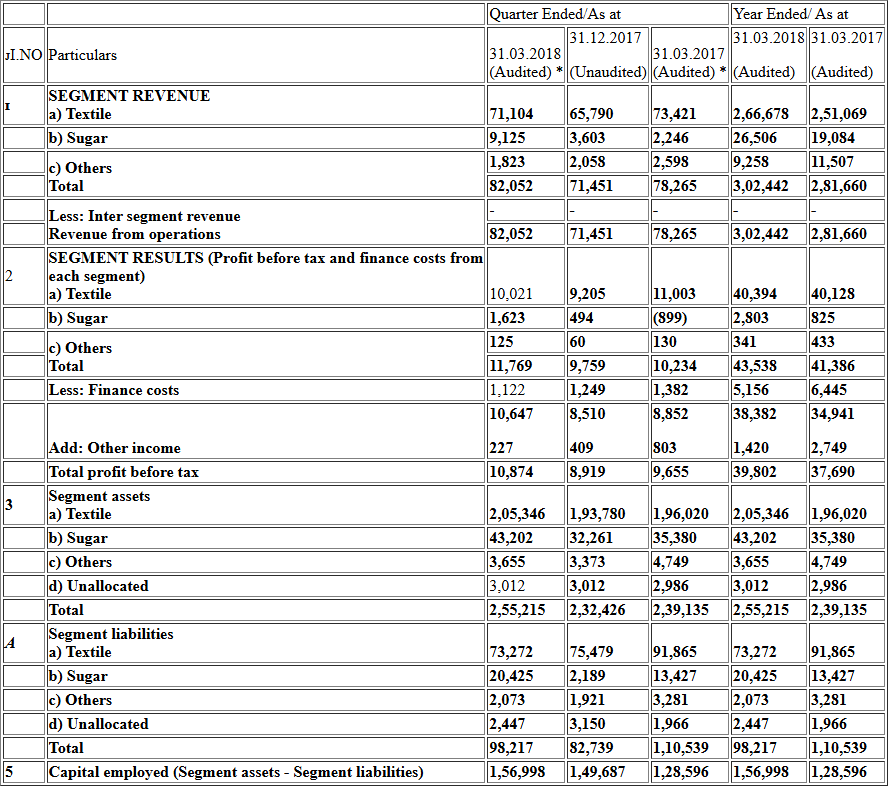 Quarter Ended/As at Year Ended/ As at
ɪI.NO Particulars 31.03.2018 (Audited) * 31.12.2017 (Unaudited) 31.03.2017 (Audited) * 31.03.2018 (Audited) 31.03.2017 (Audited)
ɪ SEGMENT REVENUE
a) Textile 71,104 65,790 73,421 2,66,678 2,51,069
b) Sugar 9,125 3,603 2,246 26,506 19,084
c) Others 1,823 2,058 2,598 9,258 11,507
Total 82,052 71,451 78,265 3,02,442 2,81,660
Less: Inter segment revenue - - - - -
Revenue from operations 82,052 71,451 78,265 3,02,442 2,81,660
2 SEGMENT RESULTS (Profit before tax and finance costs from
each segment)
a) Textile 10,021 9,205 11,003 40,394 40,128
b) Sugar 1,623 494 (899) 2,803 825
c) Others 125 60 130 341 433
Total 11,769 9,759 10,234 43,538 41,386
Less: Finance costs 1,122 1,249 1,382 5,156 6,445
10,647 8,510 8,852 38,382 34,941
Add: Other income 227 409 803 1,420 2,749
Total profit before tax 10,874 8,919 9,655 39,802 37,690
3 Segment assets
a) Textile 2,05,346 1,93,780 1,96,020 2,05,346 1,96,020
b) Sugar 43,202 32,261 35,380 43,202 35,380
c) Others 3,655 3,373 4,749 3,655 4,749
d) Unallocated 3,012 3,012 2,986 3,012 2,986
Total 2,55,215 2,32,426 2,39,135 2,55,215 2,39,135
A Segment liabilities
a) Textile 73,272 75,479 91,865 73,272 91,865
b) Sugar 20,425 2,189 13,427 20,425 13,427
c) Others 2,073 1,921 3,281 2,073 3,281
d) Unallocated 2,447 3,150 1,966 2,447 1,966
Total 98,217 82,739 1,10,539 98,217 1,10,539
5 Capital employed (Segment assets - Segment liabilities) 1,56,998 1,49,687 1,28,596 1,56,998 1,28,596